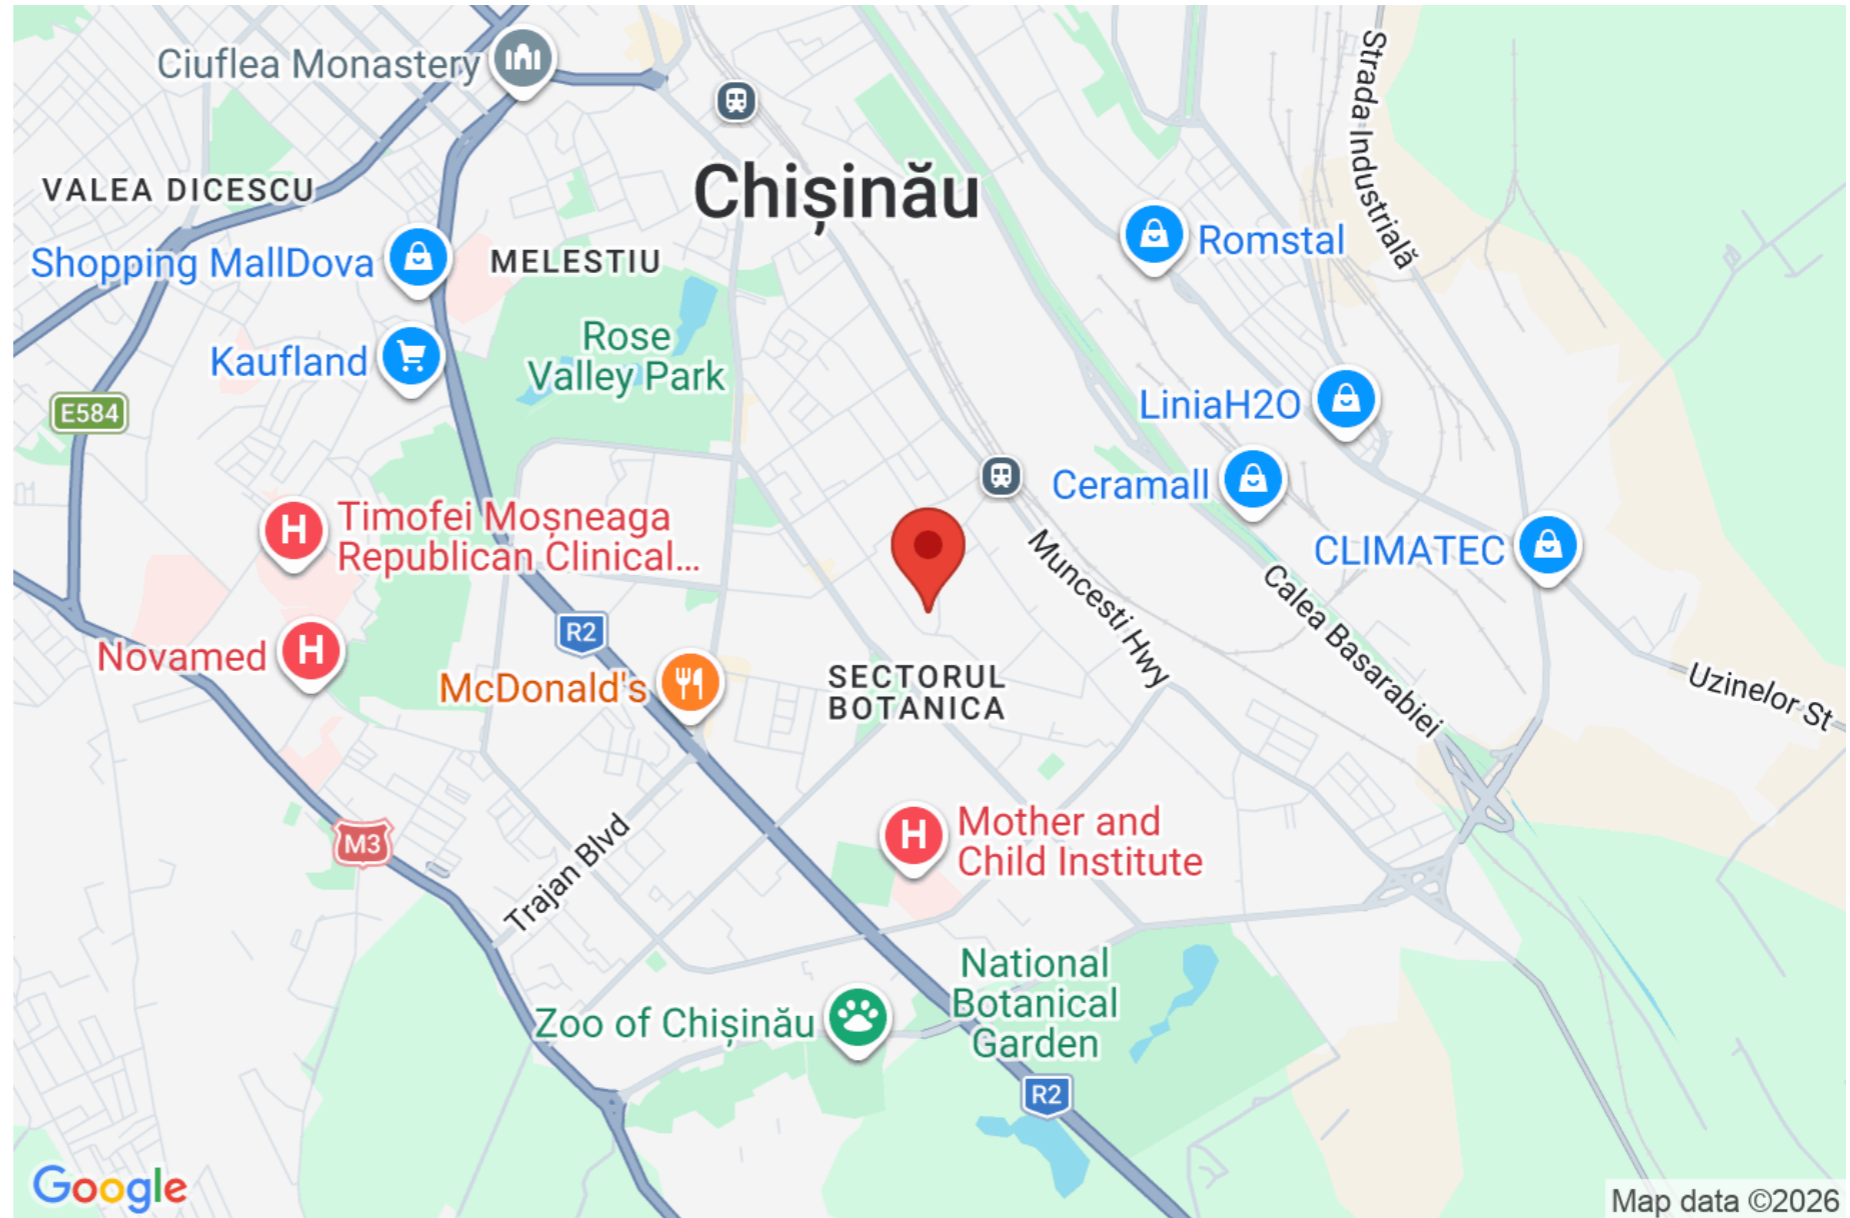 Ciuflea Monastery
Strada Industrială
Chișinău
VALEA DICESCU
Shopping MallDova
MELESTIU
Romstal
Rose
Valley Park
Kaufland
E584
LiniaH2O
Ceramall
Timofei Moșneaga
Republican Clinical...
CLIMATEC
Muncesti Hwy
Calea Basarabiei
R2
Novamed
McDonald's
SECTORUL
BOTANICA
Uzinelor St
M3
Trajan Blvd
Mother and
Child Institute
National
Botanical
Garden
Zoo of Chișinău
R2
Google
Map data ©2026